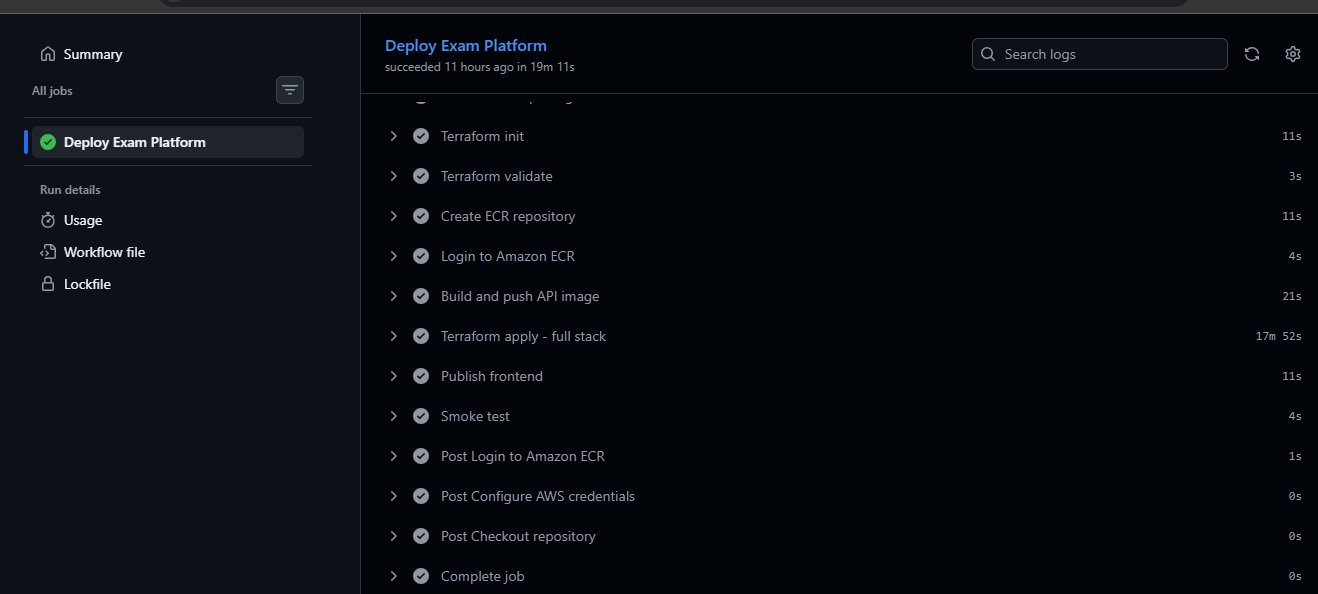 Summary
All jobs
Deploy Exam Platform
Run details
Usage
Workflow file
Lockfile
Deploy Exam Platform
succeeded 11 hours ago in 19m 11s
Search logs
Terraform init 11s
Terraform validate 3s
Create ECR repository 11s
Login to Amazon ECR 4s
Build and push API image 21s
Terraform apply - full stack 17m 52s
Publish frontend 11s
Smoke test 4s
Post Login to Amazon ECR 1s
Post Configure AWS credentials 0s
Post Checkout repository 0s
Complete job 0s